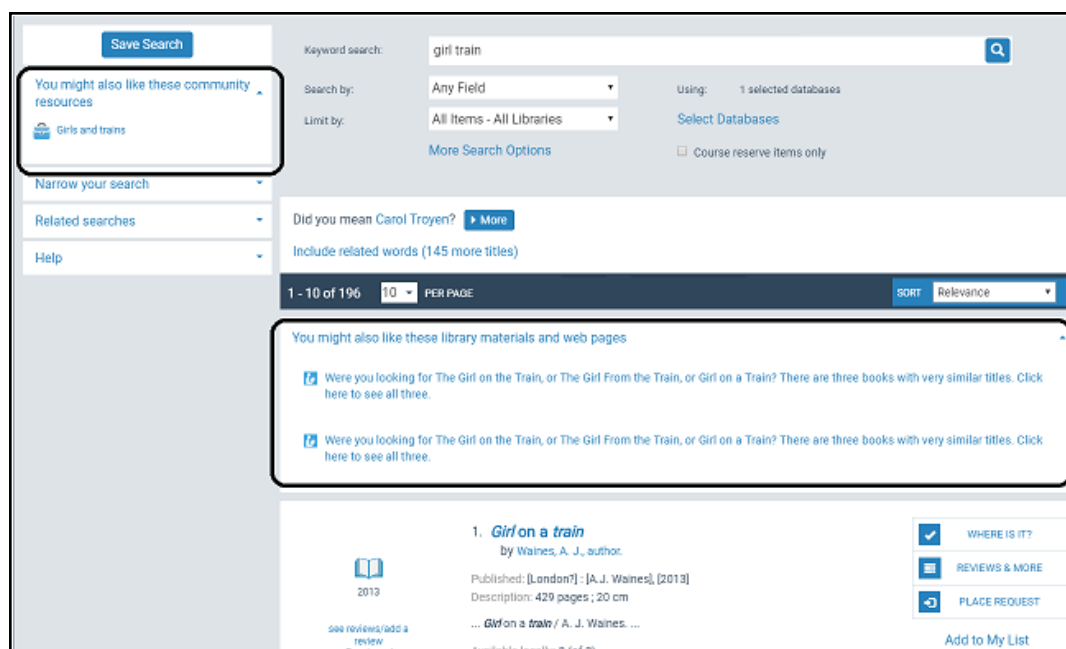 Save Search
You might also like these community
resources
Girls and trains
Narrow your search
Related searches
Help
Keyword search:
girl train
Search by:
Any Field
Using: 1 selected databases
Limit by:
All Items - All Libraries
Select Databases
More Search Options
Course reserve items only
Did you mean Carol Troyen? More
Include related words (145 more titles)
1 - 10 of 196 10 PER PAGE
SORT Relevance
You might also like these library materials and web pages
Were you looking for The Girl on the Train, or The Girl From the Train, or Girl on a Train? There are three books with very similar titles. Click
here to see all three.
Were you looking for The Girl on the Train, or The Girl From the Train, or Girl on a Train? There are three books with very similar titles. Click
here to see all three.
2013
see reviews/add a
review
1. Girl on a train
by Waines, A. J., author.
Published: [London?] : [A.J. Waines], [2013]
Description: 429 pages ; 20 cm
... Girl on a train / A. J. Waines. ...
WHERE IS IT?
REVIEWS & MORE
PLACE REQUEST
Add to My List